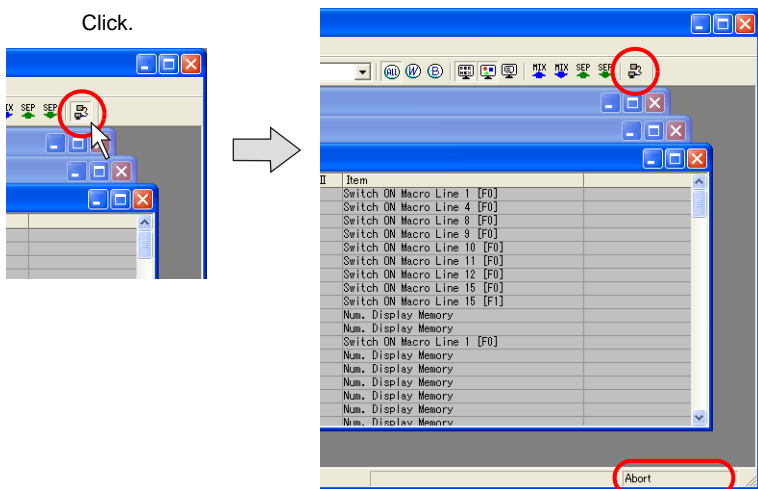 Click.
IX SEP SEP
ALL W B MIX MIX SEP SEP
II Item
Switch ON Macro Line 1 [F0]
Switch ON Macro Line 4 [F0]
Switch ON Macro Line 8 [F0]
Switch ON Macro Line 9 [F0]
Switch ON Macro Line 10 [F0]
Switch ON Macro Line 11 [F0]
Switch ON Macro Line 12 [F0]
Switch ON Macro Line 15 [F0]
Switch ON Macro Line 15 [F1]
Num. Display Memory
Num. Display Memory
Switch ON Macro Line 1 [F0]
Num. Display Memory
Num. Display Memory
Num. Display Memory
Num. Display Memory
Num. Display Memory
Num. Display Memory
Abort